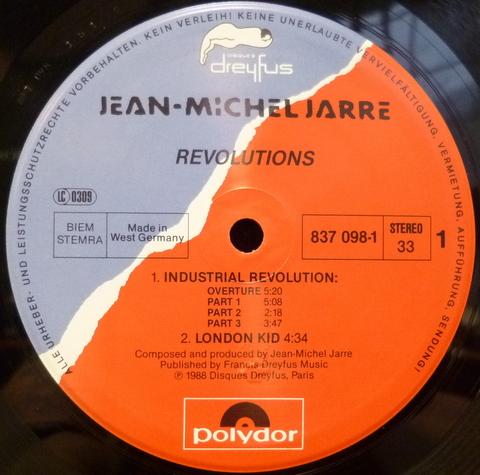 ALLE URHEBER- UND LEISTUNGSSCHUTZRECHTE VORBEHALTEN. KEIN VERLEIH! KEINE UNERLAUBTE VERVIELFÄLTIGUNG, VERMIETUNG, AUFFÜHRUNG, SENDUNG!
DISQUES
dreyfus
JEAN-MICHEL JARRE
REVOLUTIONS
LC 0309
BIEM
STEMRA
Made in
West Germany
837 098-1
STEREO
33
1
1. INDUSTRIAL REVOLUTION:
OVERTURE 5:20
PART 1 5:08
PART 2 2:18
PART 3 3:47
2. LONDON KID 4:34
Composed and produced by Jean-Michel Jarre
Published by Francis Dreyfus Music
℗ 1988 Disques Dreyfus, Paris
polydor